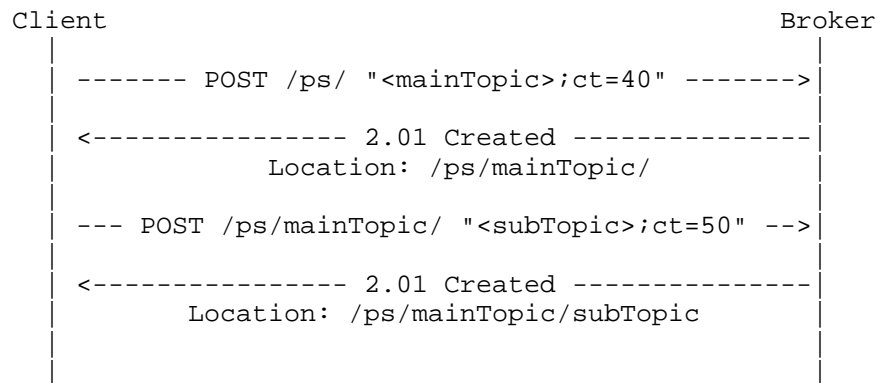 Client Broker
------- POST /ps/ "<mainTopic>;ct=40" ------->
<---------------- 2.01 Created ---------------
Location: /ps/mainTopic/
--- POST /ps/mainTopic/ "<subTopic>;ct=50" -->
<---------------- 2.01 Created ---------------
Location: /ps/mainTopic/subTopic